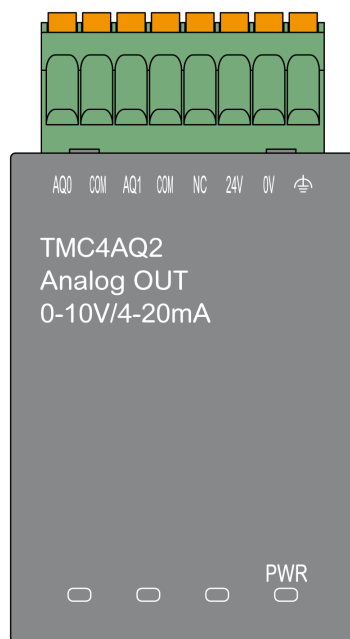 AQ0 COM AQ1 COM NC 24V 0V
TMC4AQ2
Analog OUT
0-10V/4-20mA
PWR